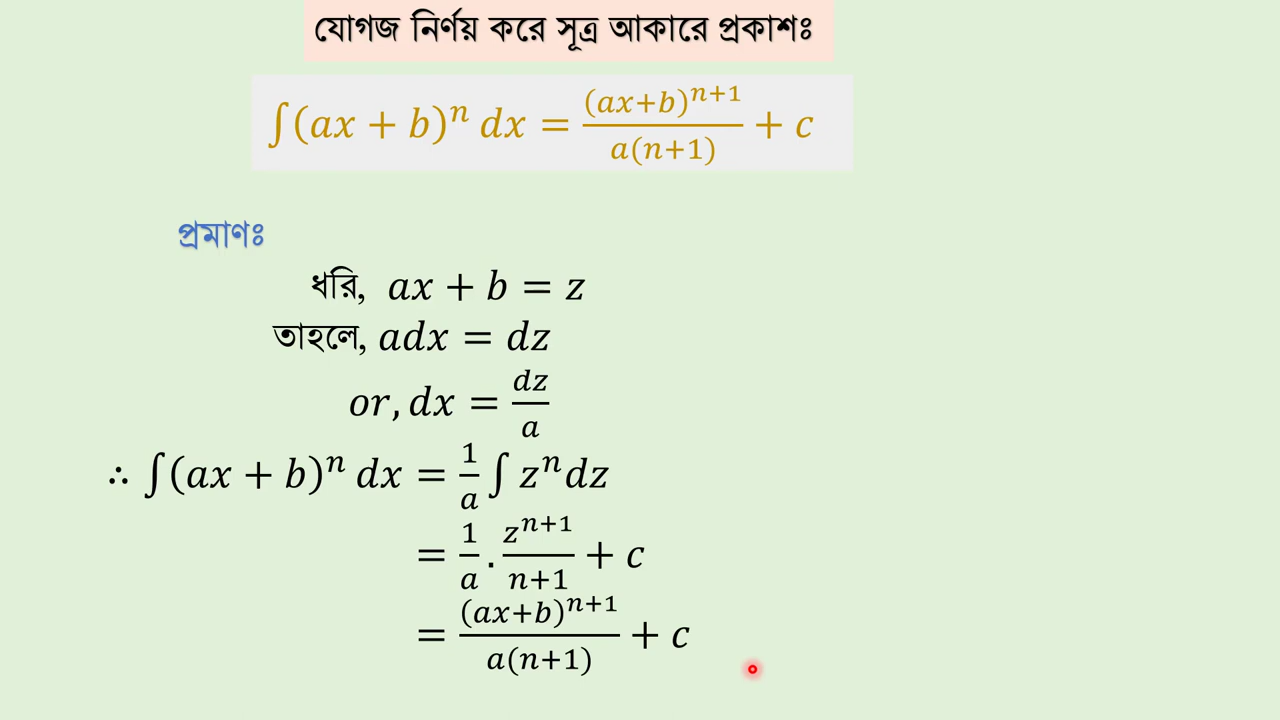 যোগজ নির্ণয় করে সূত্র আকারে প্রকাশঃ
∫(ax + b)^n dx = (ax+b)^{n+1} / a(n+1) + c
প্রমাণঃ
ধরি, ax + b = z
তাহলে, adx = dz
or, dx = dz/a
∴ ∫(ax + b)^n dx = 1/a ∫ z^n dz
= 1/a . z^{n+1}/n+1 + c
= (ax+b)^{n+1} / a(n+1) + c